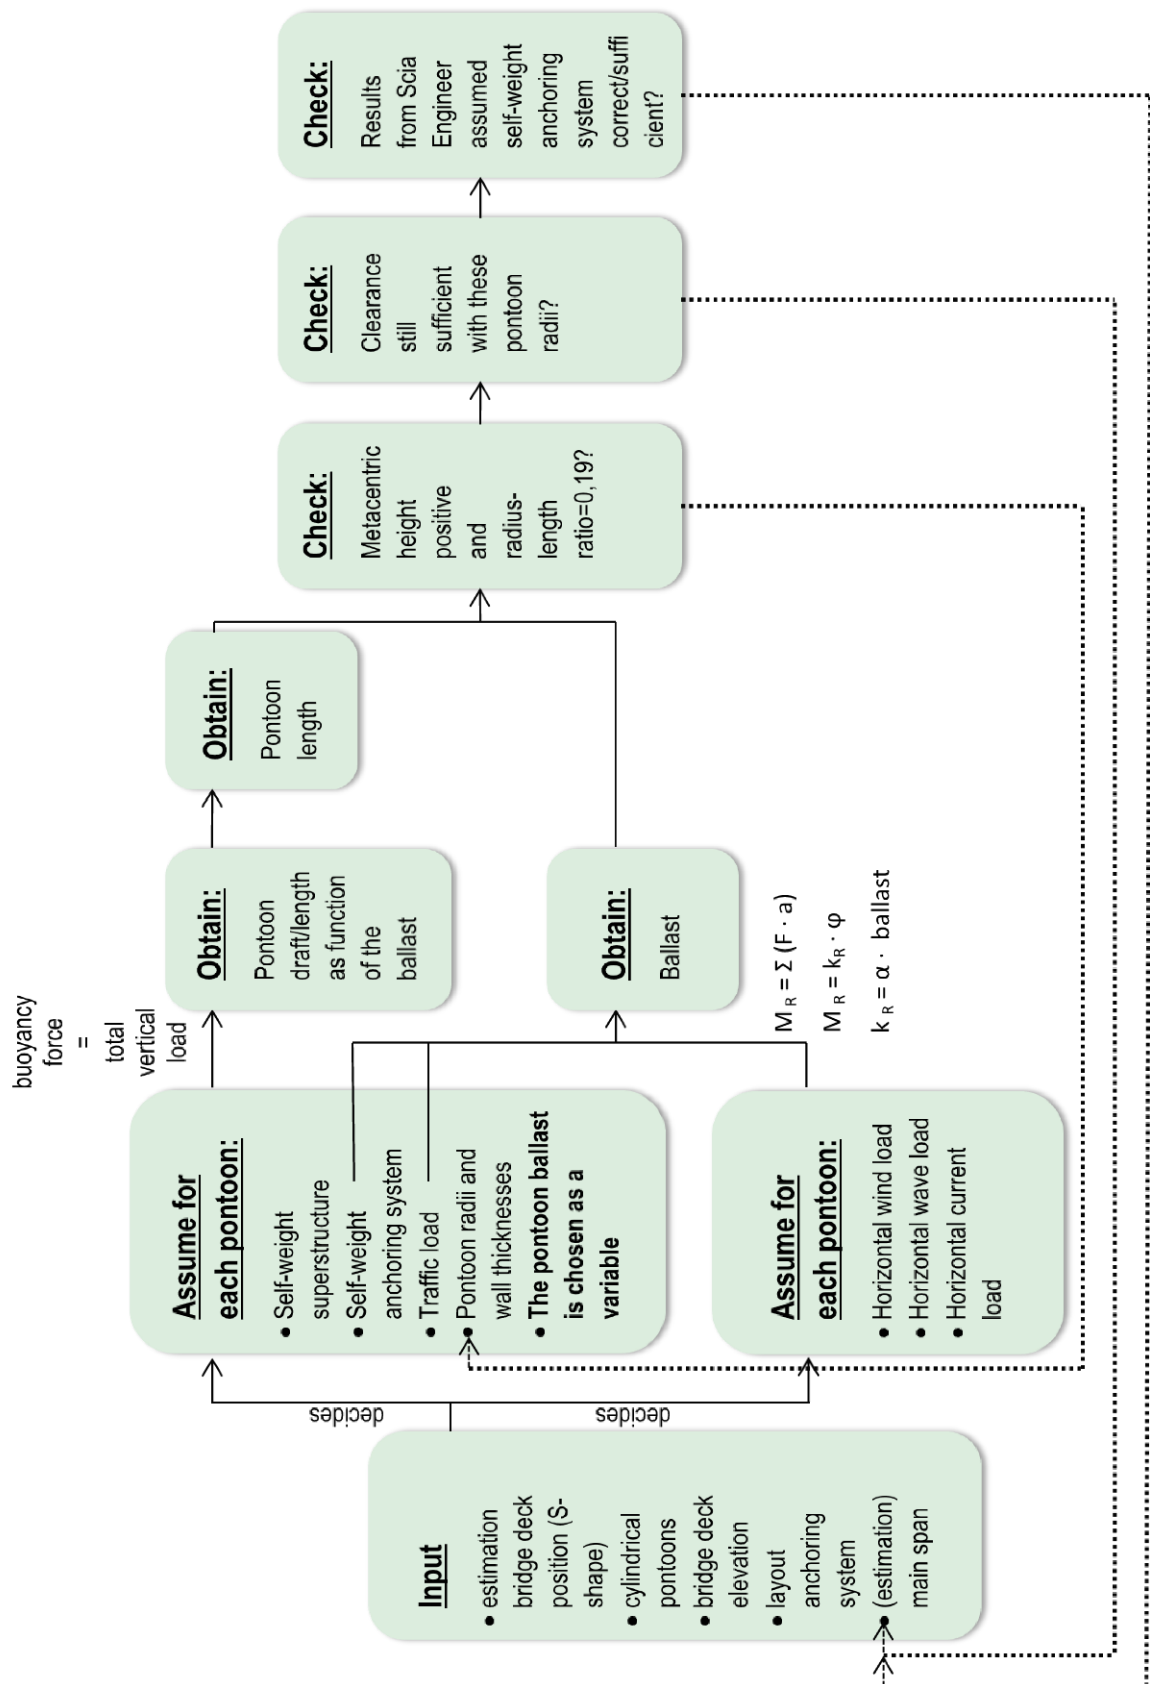 Input
• estimation
bridge deck
position (S-
shape)
• cylindrical
pontoons
• bridge deck
elevation
• layout
anchoring
system
• (estimation)
main span
decides
decides
Assume for
each pontoon:
• Self-weight
superstructure
• Self-weight
anchoring system
• Traffic load
• Pontoon radii and
wall thicknesses
• The pontoon ballast
is chosen as a
variable
Assume for
each pontoon:
• Horizontal wind load
• Horizontal wave load
• Horizontal current
load
buoyancy
force
=
total
vertical
load
Obtain:
Pontoon
draft/length
as function
of the
ballast
Obtain:
Ballast
M R = Σ (F · a)
M R = k R · φ
k R = α · ballast
Obtain:
Pontoon
length
Check:
Metacentric
height
positive
and
radius-
length
ratio=0,19?
Check:
Clearance
still
sufficient
with these
pontoon
radii?
Check:
Results
from Scia
Engineer
assumed
self-weight
anchoring
system
correct/suffi
cient?